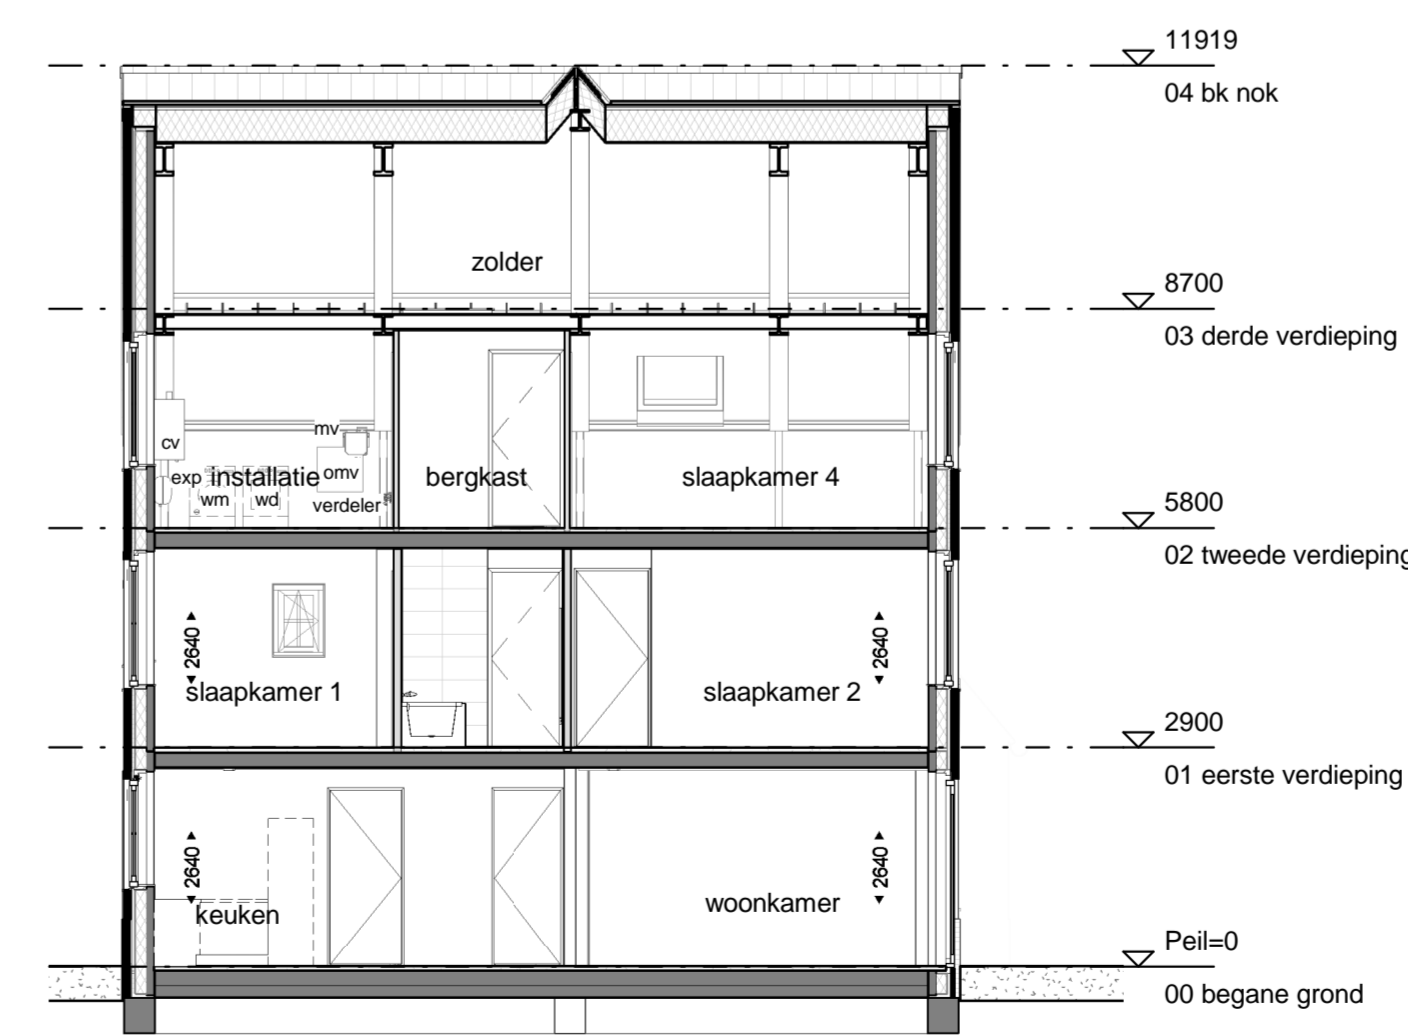 11919
04 bk nok
zolder
8700
03 derde verdieping
cv
mv
exp
installatie
omv
wm
wd
verdeler
bergkast
slaapkamer 4
5800
02 tweede verdieping
2640
2640
slaapkamer 1
slaapkamer 2
2900
01 eerste verdieping
2640
2640
keuken
woonkamer
Peil=0
00 begane grond